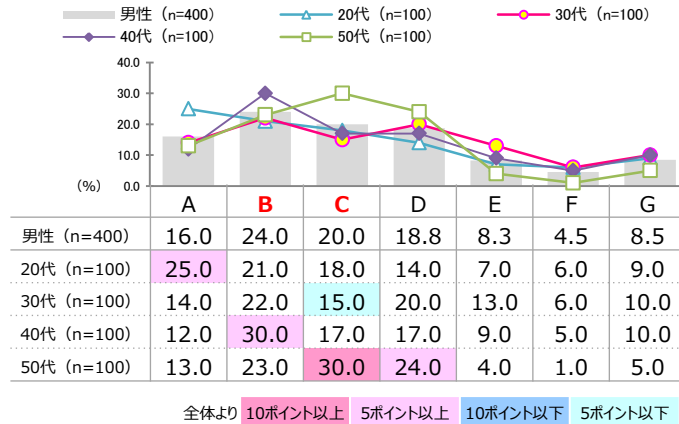 男性（n=400） 20代（n=100） 30代（n=100）
40代（n=100） 50代（n=100）
40.0
30.0
20.0
10.0
0.0
(%)
A B C D E F G
男性（n=400） 16.0 24.0 20.0 18.8 8.3 4.5 8.5
20代（n=100） 25.0 21.0 18.0 14.0 7.0 6.0 9.0
30代（n=100） 14.0 22.0 15.0 20.0 13.0 6.0 10.0
40代（n=100） 12.0 30.0 17.0 17.0 9.0 5.0 10.0
50代（n=100） 13.0 23.0 30.0 24.0 4.0 1.0 5.0
全体より 10ポイント以上 5ポイント以上 10ポイント以下 5ポイント以下